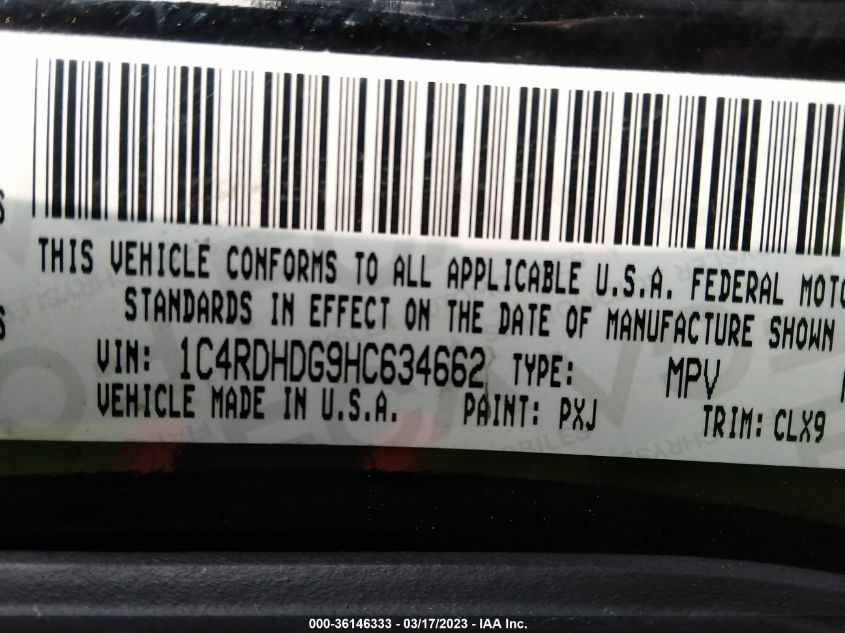 THIS VEHICLE CONFORMS TO ALL APPLICABLE U.S.A. FEDERAL MOTO
STANDARDS IN EFFECT ON THE DATE OF MANUFACTURE SHOWN
VIN: 1C4RDHDG9HC634662 TYPE: MPV
VEHICLE MADE IN U.S.A. PAINT: PXJ TRIM: CLX9
000-36146333 - 03/17/2023 - IAA Inc.